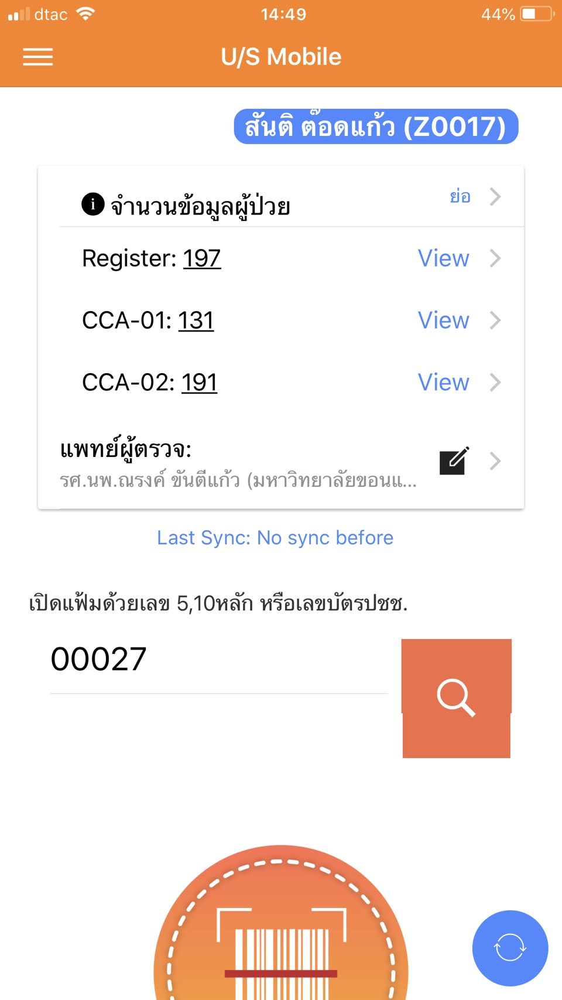 dtac 14:49 44%
U/S Mobile
สันติ ต๊อดแก้ว (Z0017)
i จำนวนข้อมูลผู้ป่วย ย่อ
Register: 197 View
CCA-01: 131 View
CCA-02: 191 View
แพทย์ผู้ตรวจ:
รศ.นพ.ณรงค์ ขันตีแก้ว (มหาวิทยาลัยขอนแ...
Last Sync: No sync before
เปิดแฟ้มด้วยเลข 5,10หลัก หรือเลขบัตรปชช.
00027